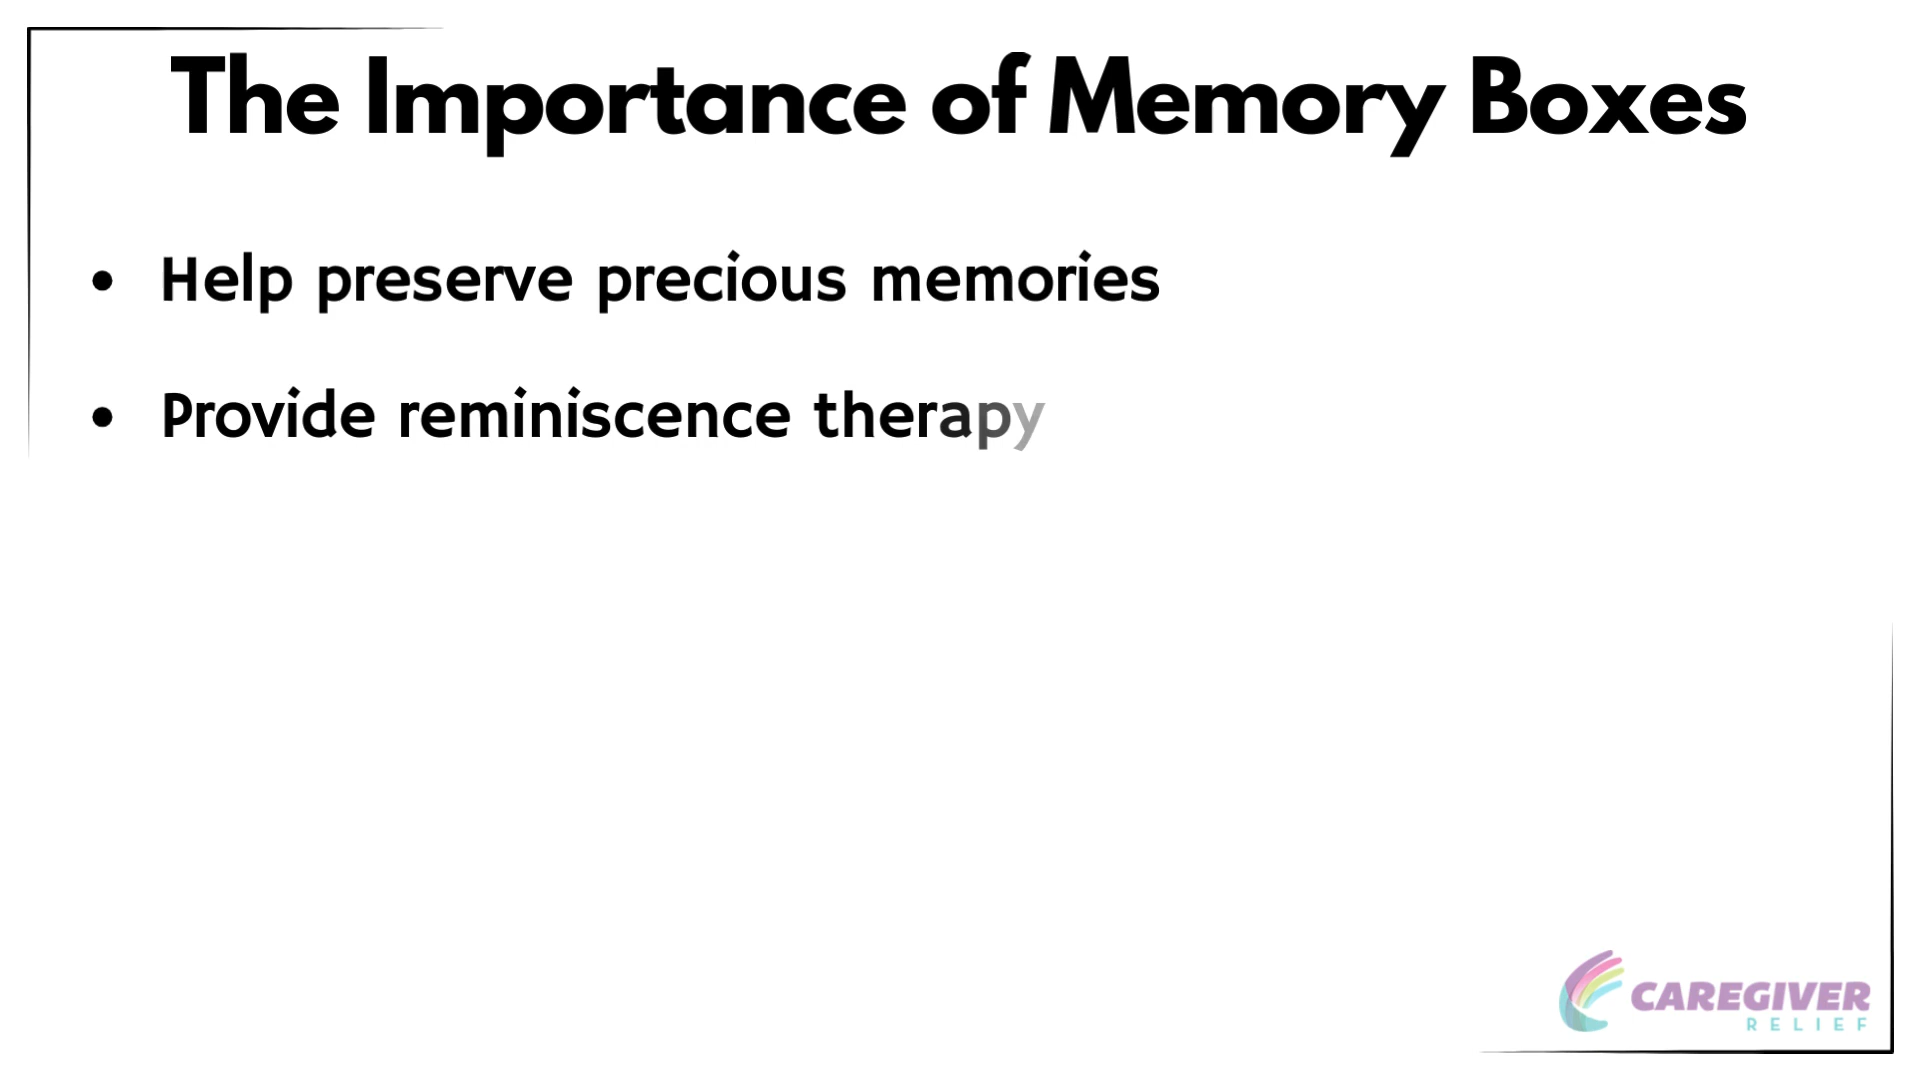 The Importance of Memory Boxes
• Help preserve precious memories
• Provide reminiscence therapy
CAREGIVER
RELIEF